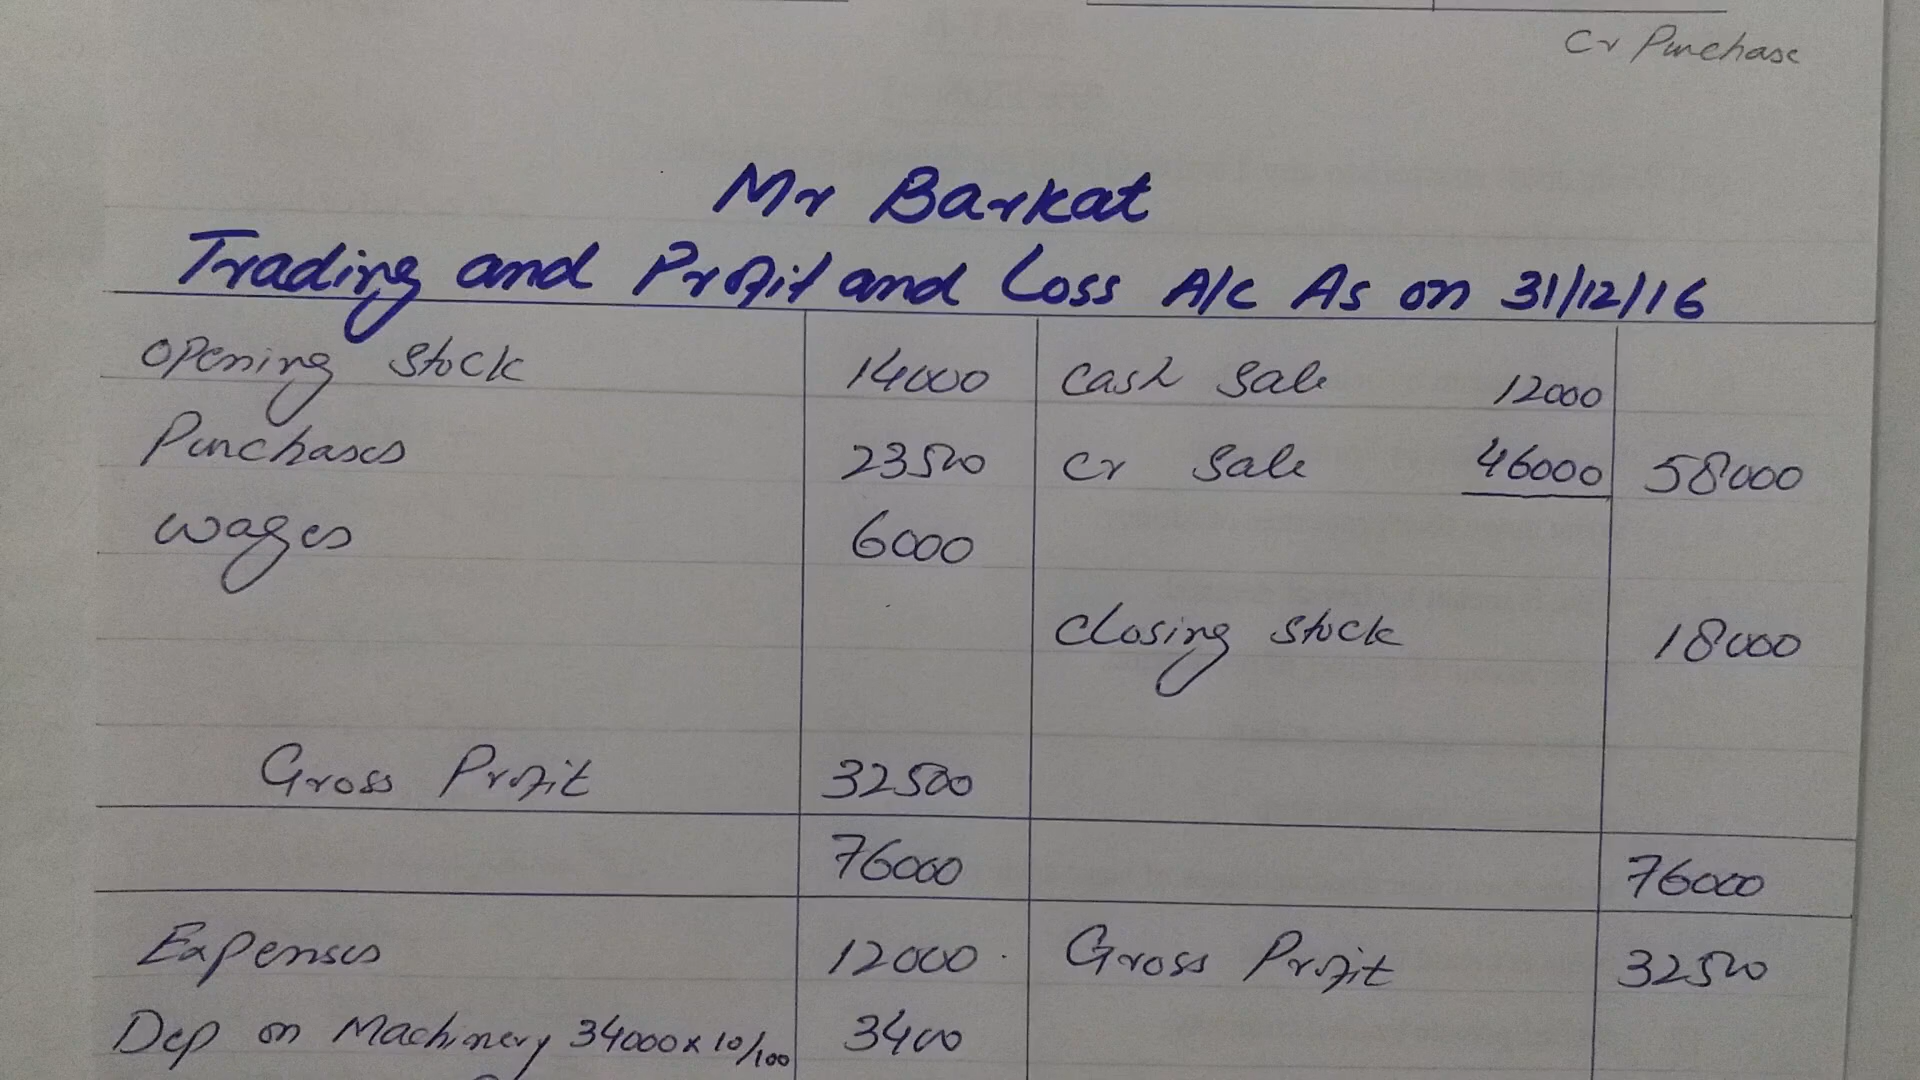 Cr Purchase
Mr Barkat
Trading and Profit and Loss A/c As on 31/12/16
Opening Stock 14000 Cash Sale 12000
Purchases 23500 Cr Sale 46000 58000
Wages 6000
Closing Stock 18000
Gross Profit 32500
76000 76000
Expenses 12000 Gross Profit 32500
Dep on Machinery 34000 x 10/100 3400